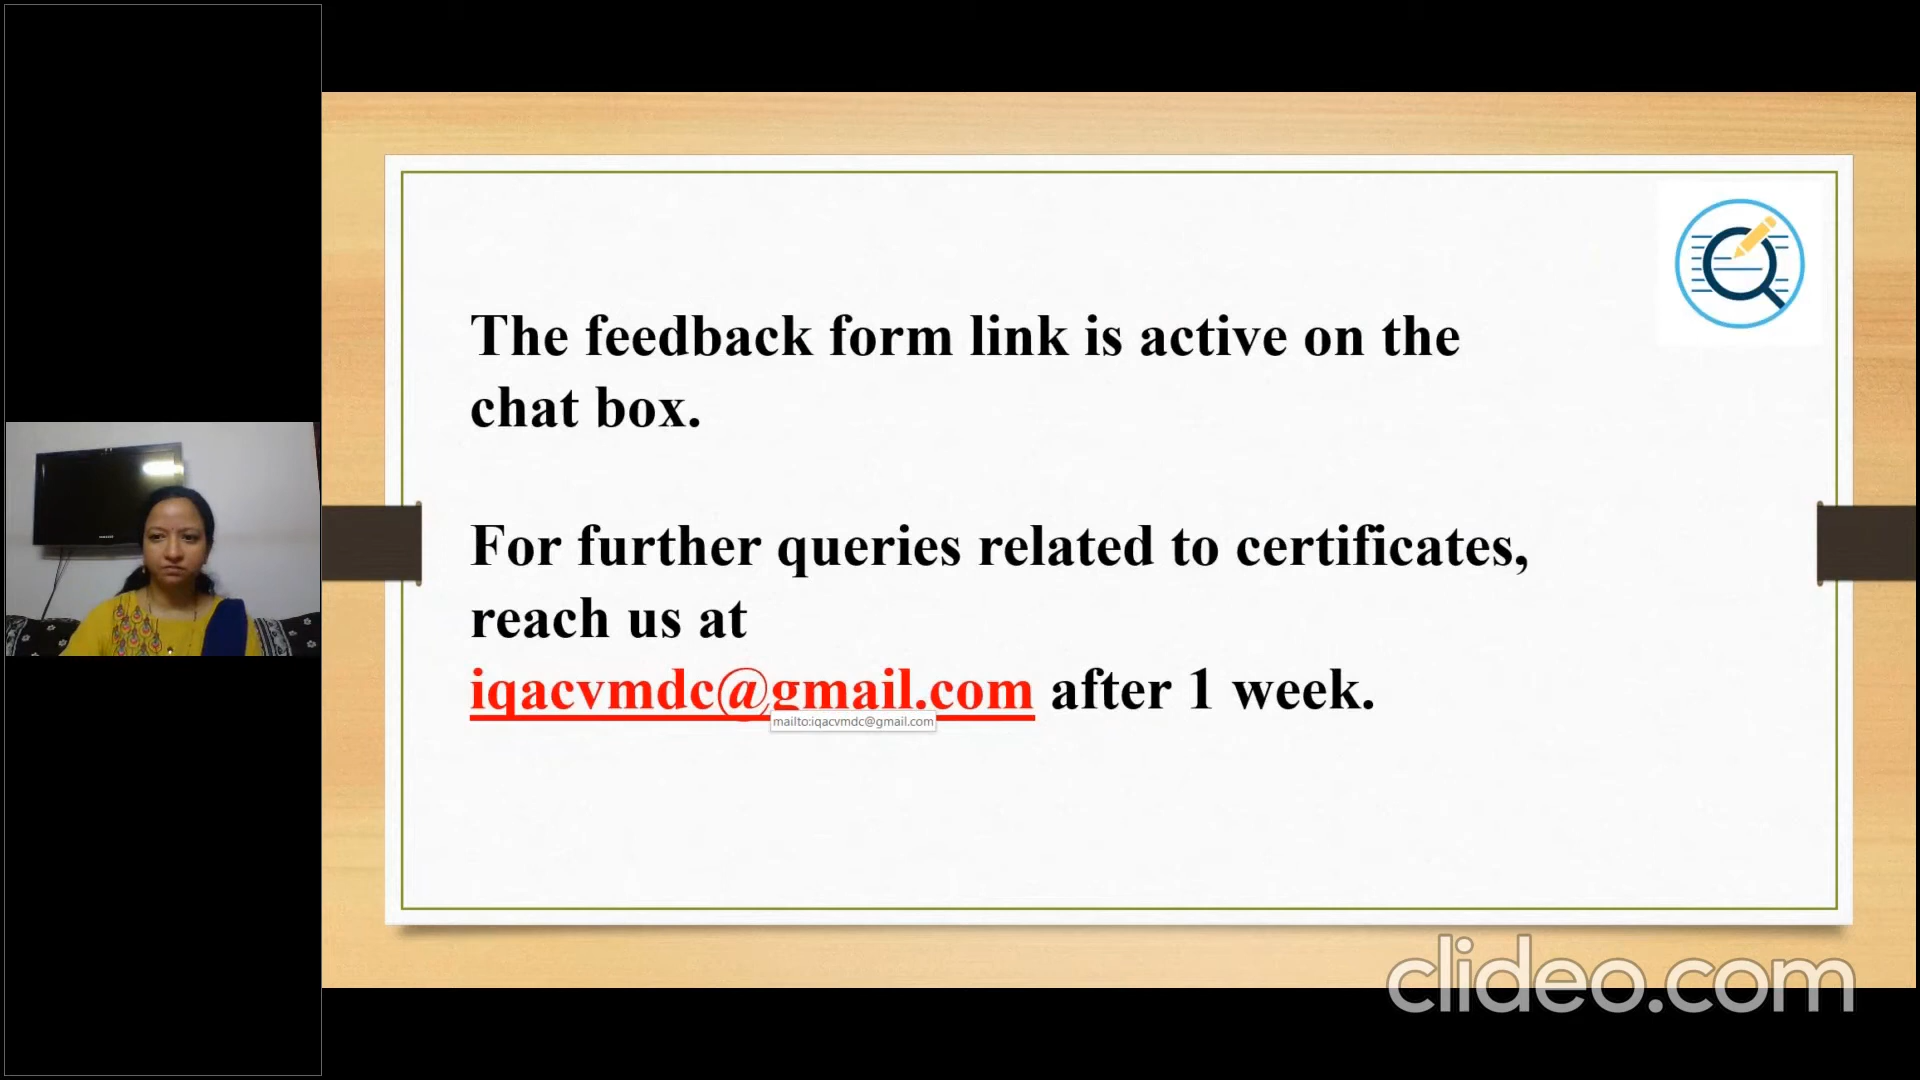 The feedback form link is active on the
chat box.
For further queries related to certificates,
reach us at
iqacvmdc@gmail.com after 1 week.
mailto:iqacvmdc@gmail.com
clideo.com